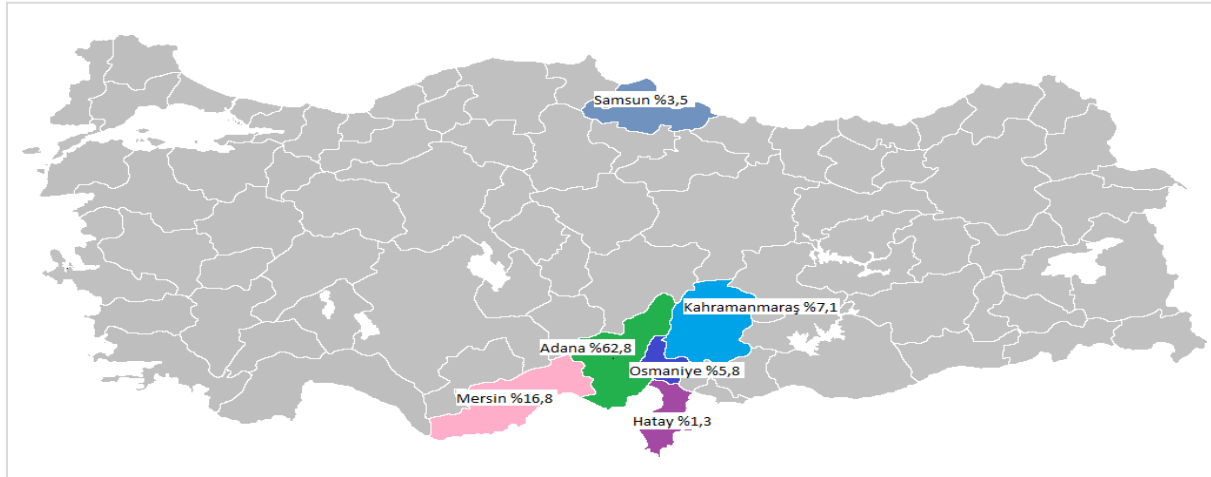 Samsun %3,5
Kahramanmaraş %7,1
Adana %62,8
Osmaniye %5,8
Mersin %16,8
Hatay %1,3